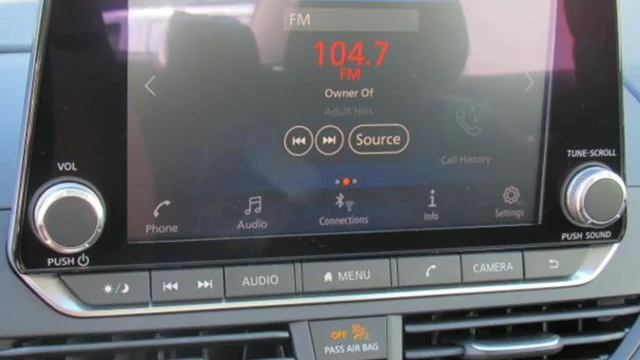 FM
104.7
FM
Owner Of
Adult Hits
Source
Call History
VOL
TUNE-SCROLL
Phone
Audio
Connections
Info
Settings
PUSH
PUSH SOUND
AUDIO
MENU
CAMERA
OFF
PASS AIR BAG